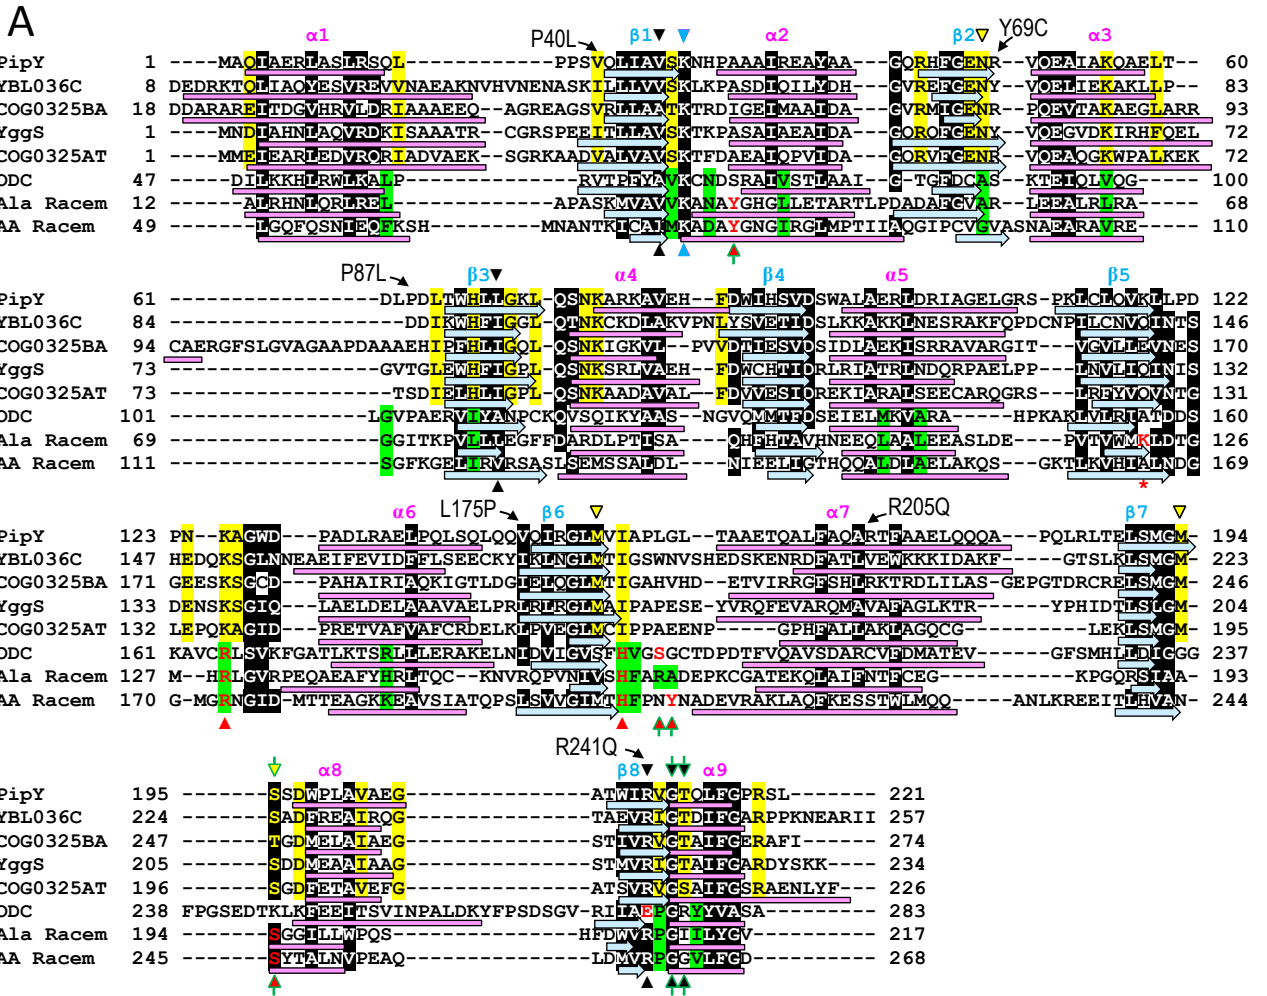 A
α1 P40L β1 α2 β2 Y69C α3
PipY 1 ---MAQIAERLASLRSQL------------PPSVQLIAVSKNHPAAAIREAYAA---GQRHFGENR--VQEAIAKQAELT-- 60
YBL036C 8 DEDRKTQLIAQYESVREVVNAEAKNVHVNENASKILLLVVSKLKPASDIQILYDH---GVREFGENY--VQELIEKAKLLP-- 83
COG0325BA 18 DDARAREITDGVHRVLDRIAAAEEQ--AGREAGSVRLLAATKTRDIGEIMAAIDA---GVRMIGENR--PQEVTAKAEGLARR 93
YggS 1 ---MNDIAHNLAQVRDKISAAATR--CGRSPEEITLLAVSKTKPASAIAEAIDA---GQRQFGENY--VQEGVDKIRHFQEL 72
COG0325AT 1 ---MMEIEARLEDVRQRIADVAEK---SGRKAADVALVAVSKTFDAEAIQPVIDA---GQRVFGENR--VQEAQGKWPALKEK 72
ODC 47 DILKKHLRWLKALP-------------RVTPFYAVKCNDSRAIVSTLAAI--G-TGFDCAS--KTEIQLVQG 100
Ala Racem 12 ALRHNLQRLREL------------APASKMVAVVKANAYGHGLLETARTLPDADAFGVAR--LEEALRLRA 68
AA Racem 49 LGQFQSNIEQFKSH---------MNANTKICAIMKADAYGNGIRGLMPTIIAQGIPCVGVASNAEARAVRE 110
P87L β3 α4 β4 α5 β5
PipY 61 -----------------DLPDLTWHLLGKL-QSNKARKAVEH--FDWIHSVDSWALAERLDRIAGELGRS--PKLCLQVKLLPD 122
YBL036C 84 -------------------DDIKWHFIGGL-QTNKCKDLAKVPNLYSVETIDSLKKAKKLNESRAKFQPDCNPILCNVQINTS 146
COG0325BA 94 CAERGFSLGVAGAAPDAAAEHIPFHLIGQL-QSNKIGKVL--PVVDTIESVDSIDLAEKISRRAVARGIT-----VGVLLEVNES 170
YggS 73 -----------------GVTGLEWHFIGPL-QSNKSRLVAEH--FDWCHTIDRLRIATRLNDQRPAELPP---LNVLIQINIS 132
COG0325AT 73 ------------------TSDIELHLIGPL-QTNKAADAVAL--FDVVESIDREKIARALSEECARQGRS---LRFYVQVNTG 131
ODC 101 ----------------LGVPAERVIYANPCKQVSQIKYAAS--NGVQMMTFDSEIELMKVARA-----HPKAKLVLRIATDDS 160
Ala Racem 69 -----------------GGITKPVLLLEGFFDARDLPTISA----QHFHTAVHNEEQLAALEEASLDE----PVTVWMKLDTG 126
AA Racem 111 -----------------SGFKGELIRVRSASLSEMSSALDL----NIEELIGTHQQALDLAELAKQS-----GKTLKVHIALNDG 169
*
α6 L175P β6 α7 R205Q β7
PipY 123 PN--KAGWD---PADLRAELPQLSQLQQVQIRGLMVIAPLGL--TAAETQALFAQARTFAAELQQQA----PQLRLTELSMGM- 194
YBL036C 147 HEDQKSGLNNEAEIFEVIDFFLSEECKYIKLNGLMTIGSWNVSHEDSKENRDFATLVEWKKKIDAKF------GTSLKLSMGM- 223
COG0325BA 171 GEESKSGCD--PAHAIRIAQKIGTLDGIELQGLMTIGAHVHD--ETVIRRGFSHLRKTRDLILAS-GEPGTDRCRELSMGM- 246
YggS 133 DENSKSGIQ---LAELDELAAAVAELPRLRLRGLMAIPAPESE--YVRQFEVARQMAVAFAGLKTR-------YPHIDTLSLGM- 204
COG0325AT 132 LEPQKAGID---PRETVAFVAFCRDELKLPVEGLMCIPPAEENP-----GPHFALLAKLAGQCG---------LEKLSMGM- 195
ODC 161 KAVCRLSVKFGATLKTSRLLLERAKELNIDVIGVSFHVGSGCTDPDTFVQAVSDARCVFDMATEV------GFSMHLLDIGGG 237
Ala Racem 127 M--HRLGVRPEQAEAFYHRLTQC--KNVRQPVNIVSHFARADEPKCGATEKQLAIFNTFCEG---------KPGQRSIAA- 193
AA Racem 170 G-MGRNGID-MTTEAGKKEAVSIATQPSLSVVGIMTHFPNYNADEVRAKLAQFKESSTWLMQQ-----ANLKREEITLHVAN- 244
R241Q
α8 β8 α9
PipY 195 -------SSDWPLAVAEG---------------ATWIRVGTQLFGPRSL------- 221
YBL036C 224 -------SADFREAIRQG---------------TAEVRIGTDIFGARPPKNEARII 257
COG0325BA 247 -------TGDMELAIAEG---------------STIVRVGTAIFGERAFI------ 274
YggS 205 -------SDDMEAAIAAG---------------STMVRIGTAIFGARDYSKK---- 234
COG0325AT 196 -------SGDFETAVEFG---------------ATSVRVGSAIFGSRAENLYF--- 226
ODC 238 FPGSEDTKLKFEEITSVINPALDKYFPSDSGV-RIIAEPGRYYVASA--------- 283
Ala Racem 194 -------SGGILLWPQS---------------HFDWVRPGIILYGV---------- 217
AA Racem 245 -------SYTALNVPEAQ---------------LDMVRPGGVLFGD---------- 268